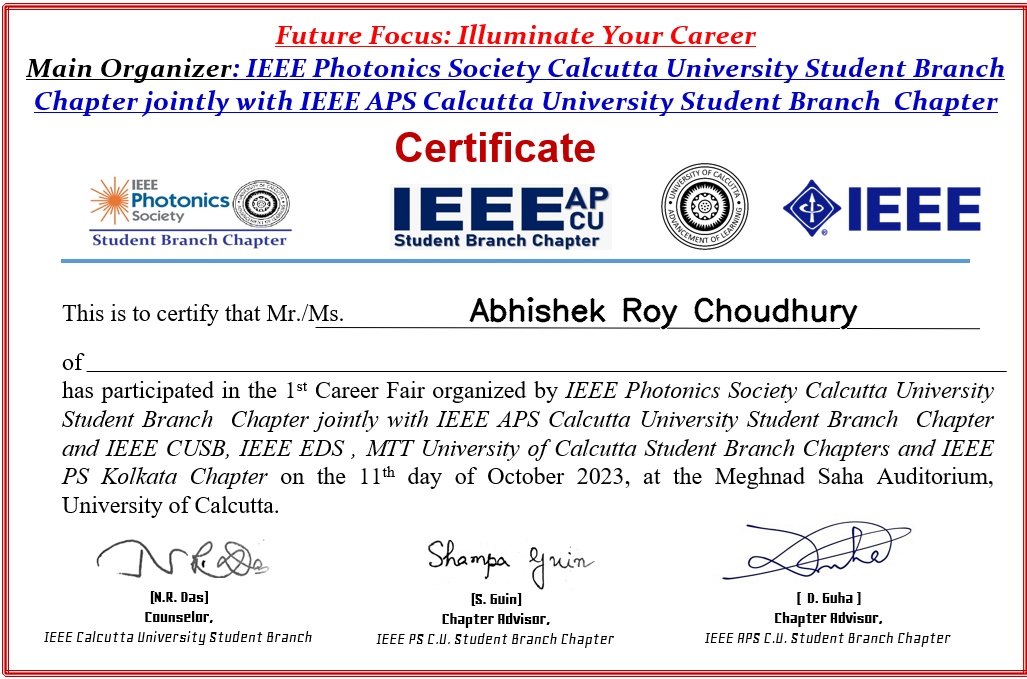 Future Focus: Illuminate Your Career
Main Organizer: IEEE Photonics Society Calcutta University Student Branch
Chapter jointly with IEEE APS Calcutta University Student Branch Chapter
Certificate
IEEE
Photonics
Society
Student Branch Chapter
IEEE AP
CU
Student Branch Chapter
UNIVERSITY OF CALCUTTA
ADVANCEMENT OF LEARNING
IEEE
This is to certify that Mr./Ms. Abhishek Roy Choudhury
of
has participated in the 1st Career Fair organized by IEEE Photonics Society Calcutta University
Student Branch Chapter jointly with IEEE APS Calcutta University Student Branch Chapter
and IEEE CUSB, IEEE EDS , MTT University of Calcutta Student Branch Chapters and IEEE
PS Kolkata Chapter on the 11th day of October 2023, at the Meghnad Saha Auditorium,
University of Calcutta.
N.R. Das
Shampa Guin
[N.R. Das]
Counselor,
IEEE Calcutta University Student Branch
[S. Guin]
Chapter Advisor,
IEEE PS C.U. Student Branch Chapter
[ D. Guha ]
Chapter Advisor,
IEEE APS C.U. Student Branch Chapter